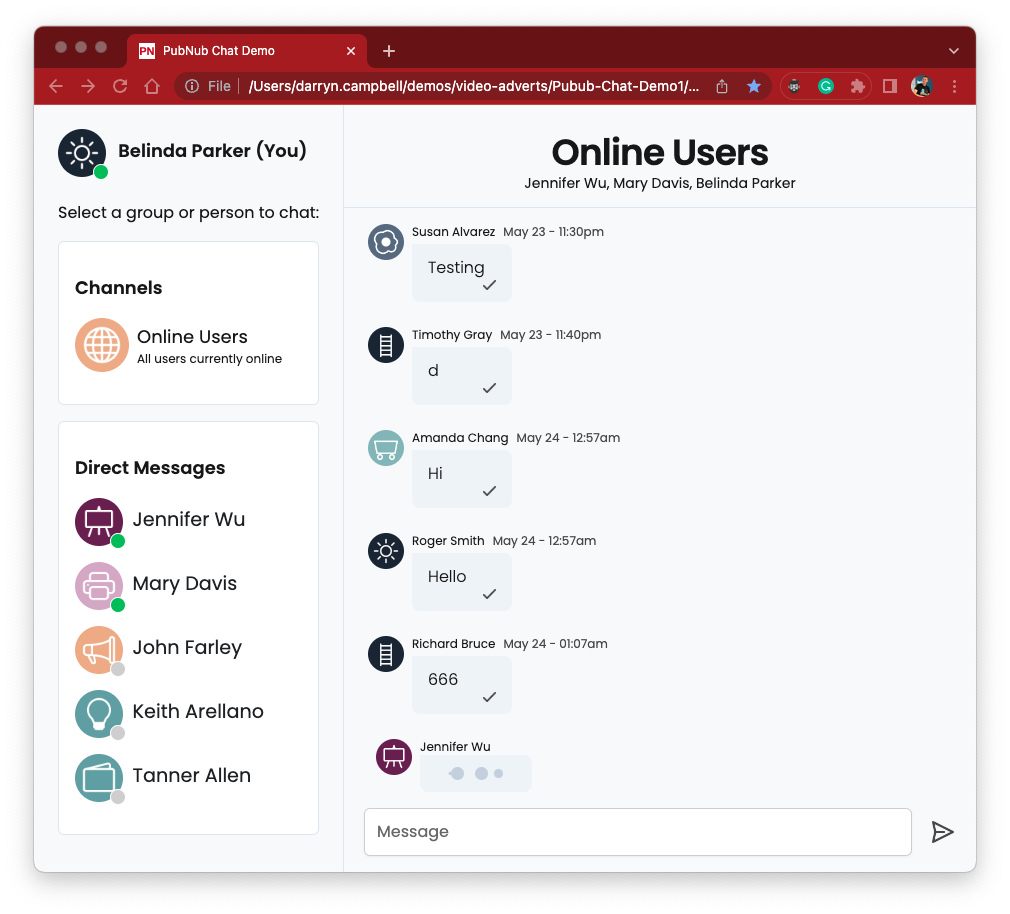 PN PubNub Chat Demo
File /Users/darryn.campbell/demos/video-adverts/Pubub-Chat-Demo1/...
Belinda Parker (You)
Select a group or person to chat:
Channels
Online Users
All users currently online
Direct Messages
Jennifer Wu
Mary Davis
John Farley
Keith Arellano
Tanner Allen
Online Users
Jennifer Wu, Mary Davis, Belinda Parker
Susan Alvarez May 23 - 11:30pm
Testing
Timothy Gray May 23 - 11:40pm
d
Amanda Chang May 24 - 12:57am
Hi
Roger Smith May 24 - 12:57am
Hello
Richard Bruce May 24 - 01:07am
666
Jennifer Wu
Message